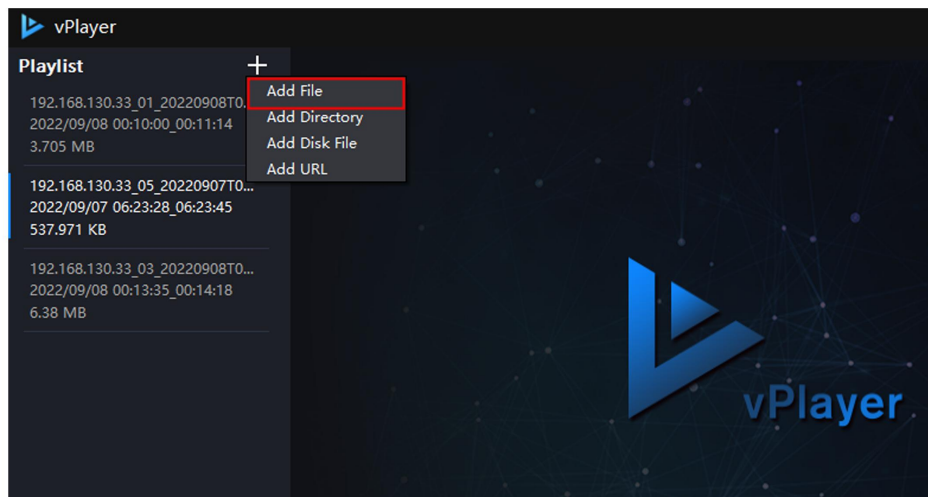 vPlayer
Playlist
192.168.130.33_01_20220908T0...
2022/09/08 00:10:00_00:11:14
3.705 MB
Add File
Add Directory
Add Disk File
Add URL
192.168.130.33_05_20220907T0...
2022/09/07 06:23:28_06:23:45
537.971 KB
192.168.130.33_03_20220908T0...
2022/09/08 00:13:35_00:14:18
6.38 MB
vPlayer